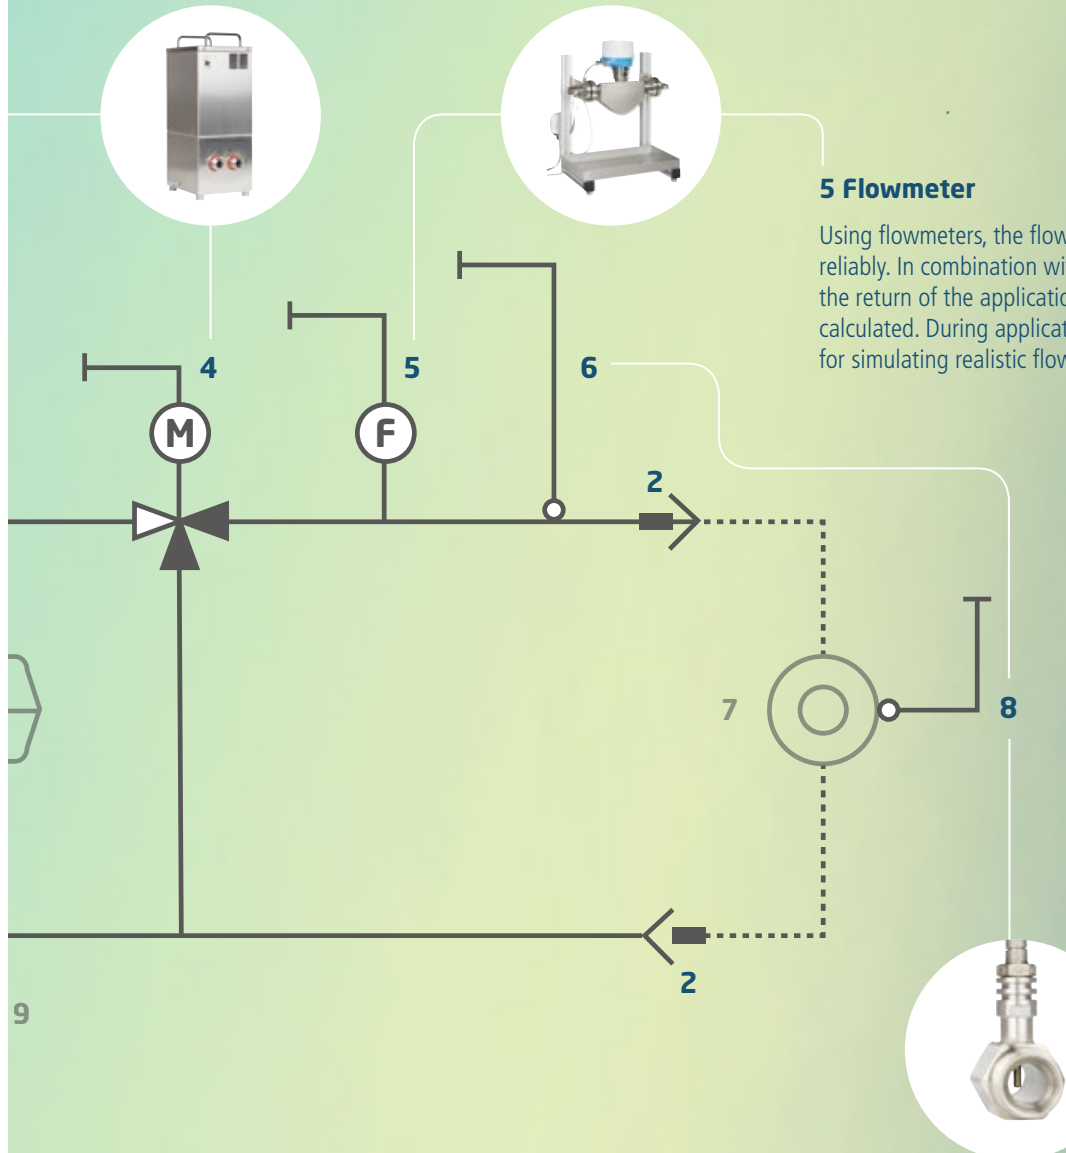 5 Flowmeter
Using flowmeters, the flow
reliably. In combination wi
the return of the applicatio
calculated. During applicat
for simulating realistic flow
4
5
6
M
F
2
7
8
2
9